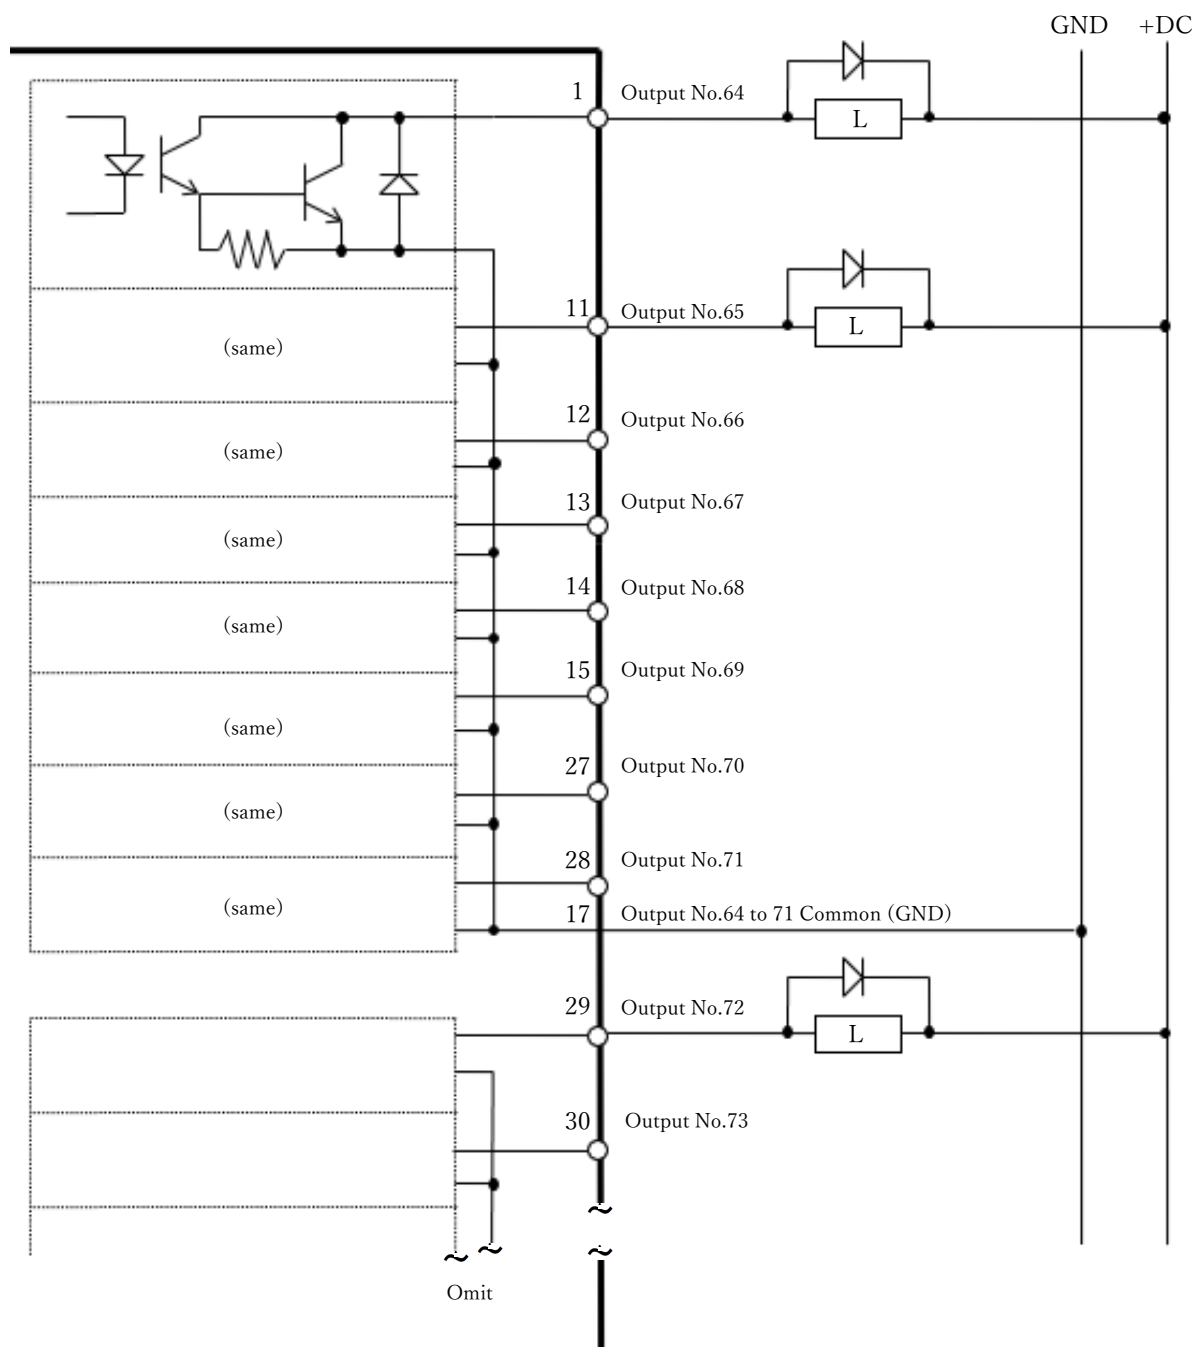 GND +DC
1 Output No.64
L
11 Output No.65
L
(same)
12 Output No.66
(same)
13 Output No.67
(same)
14 Output No.68
(same)
15 Output No.69
(same)
27 Output No.70
(same)
28 Output No.71
(same)
17 Output No.64 to 71 Common (GND)
29 Output No.72
L
30 Output No.73
Omit